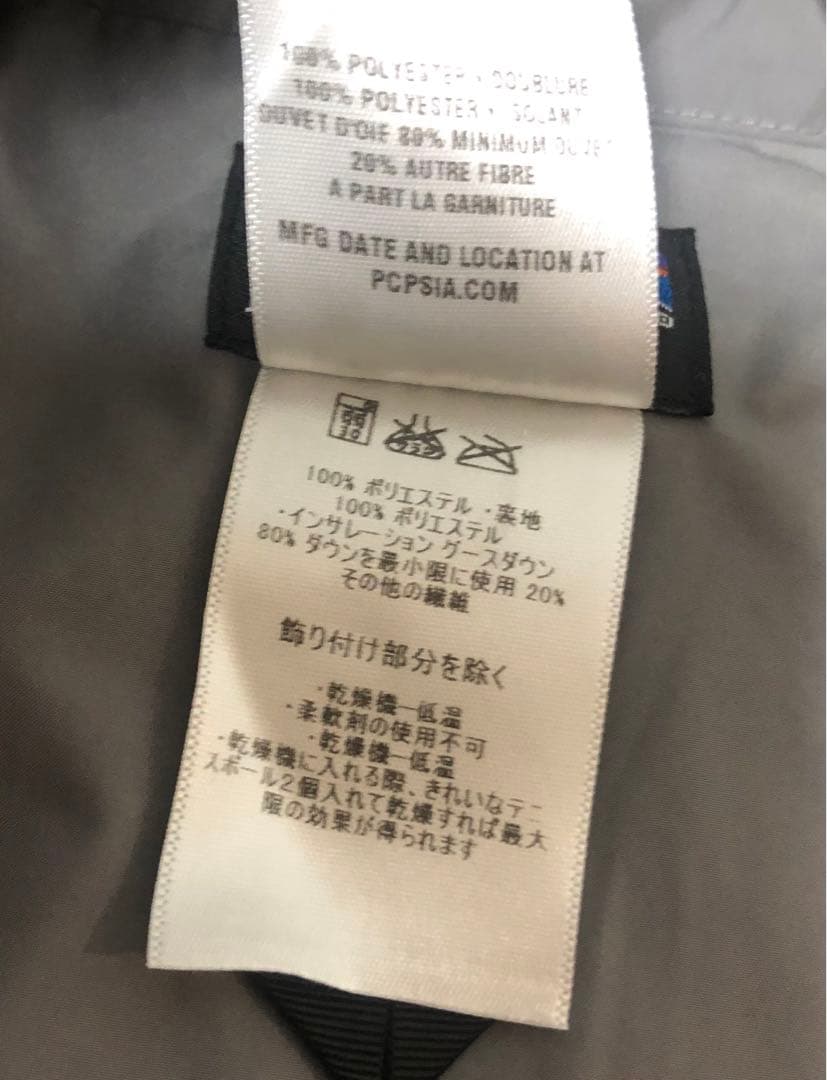 100% POLYESTER · DOUBLURE
100% POLYESTER · ISOLANT
DUVET D'OIE 80% MINIMUM DUVET
20% AUTRE FIBRE
A PART LA GARNITURE
MFG DATE AND LOCATION AT
PCPSIA.COM
30
100% ポリエステル ・裏地
100% ポリエステル
・インサレーション グースダウン
80% ダウンを最小限に使用 20%
その他の繊維
飾り付け部分を除く
・乾燥機一低温
・柔軟剤の使用不可
・乾燥機一低温
・乾燥機に入れる際、きれいなテニ
スボール2個入れて乾燥すれば最大
限の効果が得られます